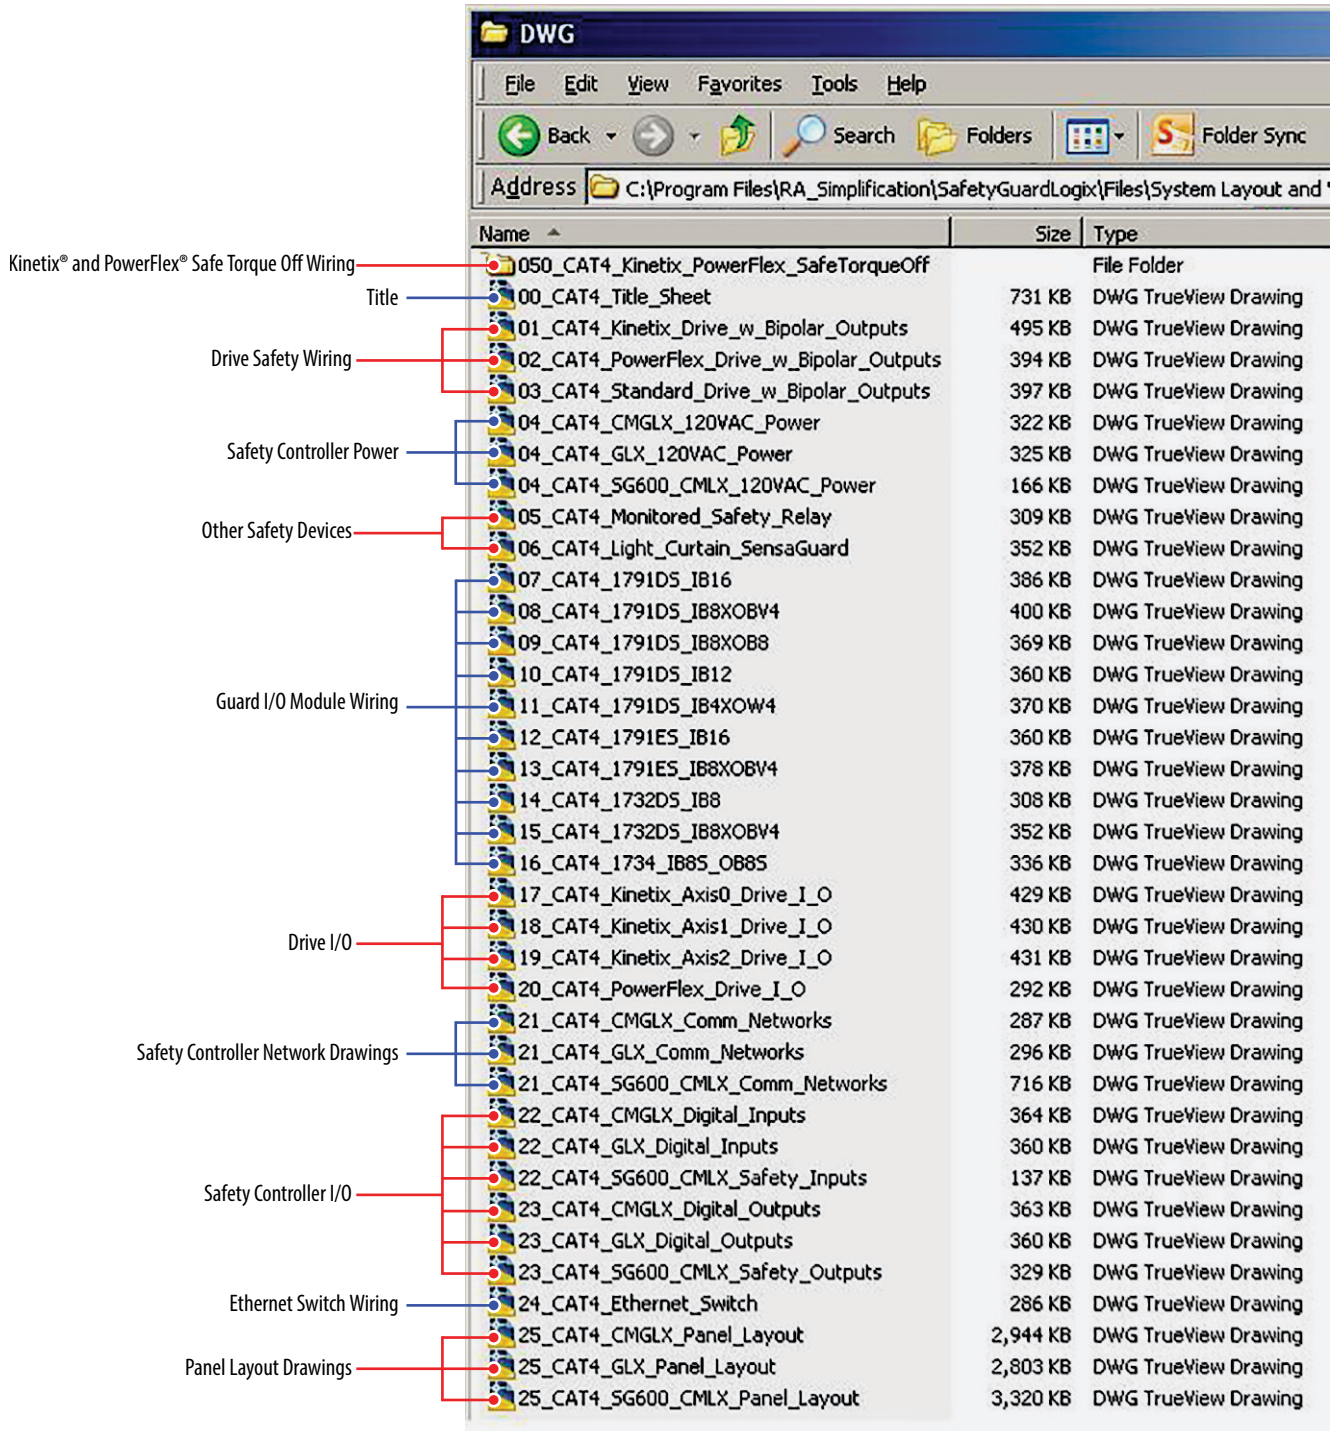 DWG
File Edit View Favorites Tools Help
Back Search Folders Folder Sync
Address C:\Program Files\RA_Simplification\SafetyGuardLogix\Files\System Layout and
Name Size Type
Kinetix® and PowerFlex® Safe Torque Off Wiring 050_CAT4_Kinetix_PowerFlex_SafeTorqueOff File Folder
Title 00_CAT4_Title_Sheet 731 KB DWG TrueView Drawing
01_CAT4_Kinetix_Drive_w_Bipolar_Outputs 495 KB DWG TrueView Drawing
Drive Safety Wiring 02_CAT4_PowerFlex_Drive_w_Bipolar_Outputs 394 KB DWG TrueView Drawing
03_CAT4_Standard_Drive_w_Bipolar_Outputs 397 KB DWG TrueView Drawing
04_CAT4_CMGLX_120VAC_Power 322 KB DWG TrueView Drawing
Safety Controller Power 04_CAT4_GLX_120VAC_Power 325 KB DWG TrueView Drawing
04_CAT4_SG600_CMLX_120VAC_Power 166 KB DWG TrueView Drawing
Other Safety Devices 05_CAT4_Monitored_Safety_Relay 309 KB DWG TrueView Drawing
06_CAT4_Light_Curtain_SensaGuard 352 KB DWG TrueView Drawing
07_CAT4_1791DS_IB16 386 KB DWG TrueView Drawing
08_CAT4_1791DS_IB8XOBV4 400 KB DWG TrueView Drawing
09_CAT4_1791DS_IB8XOB8 369 KB DWG TrueView Drawing
10_CAT4_1791DS_IB12 360 KB DWG TrueView Drawing
Guard I/O Module Wiring 11_CAT4_1791DS_IB4XOW4 370 KB DWG TrueView Drawing
12_CAT4_1791ES_IB16 360 KB DWG TrueView Drawing
13_CAT4_1791ES_IB8XOBV4 378 KB DWG TrueView Drawing
14_CAT4_1732DS_IB8 308 KB DWG TrueView Drawing
15_CAT4_1732DS_IB8XOBV4 352 KB DWG TrueView Drawing
16_CAT4_1734_IB8S_OB8S 336 KB DWG TrueView Drawing
17_CAT4_Kinetix_Axis0_Drive_I_O 429 KB DWG TrueView Drawing
18_CAT4_Kinetix_Axis1_Drive_I_O 430 KB DWG TrueView Drawing
Drive I/O 19_CAT4_Kinetix_Axis2_Drive_I_O 431 KB DWG TrueView Drawing
20_CAT4_PowerFlex_Drive_I_O 292 KB DWG TrueView Drawing
21_CAT4_CMGLX_Comm_Networks 287 KB DWG TrueView Drawing
Safety Controller Network Drawings 21_CAT4_GLX_Comm_Networks 296 KB DWG TrueView Drawing
21_CAT4_SG600_CMLX_Comm_Networks 716 KB DWG TrueView Drawing
22_CAT4_CMGLX_Digital_Inputs 364 KB DWG TrueView Drawing
22_CAT4_GLX_Digital_Inputs 360 KB DWG TrueView Drawing
Safety Controller I/O 22_CAT4_SG600_CMLX_Safety_Inputs 137 KB DWG TrueView Drawing
23_CAT4_CMGLX_Digital_Outputs 363 KB DWG TrueView Drawing
23_CAT4_GLX_Digital_Outputs 360 KB DWG TrueView Drawing
23_CAT4_SG600_CMLX_Safety_Outputs 329 KB DWG TrueView Drawing
Ethernet Switch Wiring 24_CAT4_Ethernet_Switch 286 KB DWG TrueView Drawing
25_CAT4_CMGLX_Panel_Layout 2,944 KB DWG TrueView Drawing
Panel Layout Drawings 25_CAT4_GLX_Panel_Layout 2,803 KB DWG TrueView Drawing
25_CAT4_SG600_CMLX_Panel_Layout 3,320 KB DWG TrueView Drawing